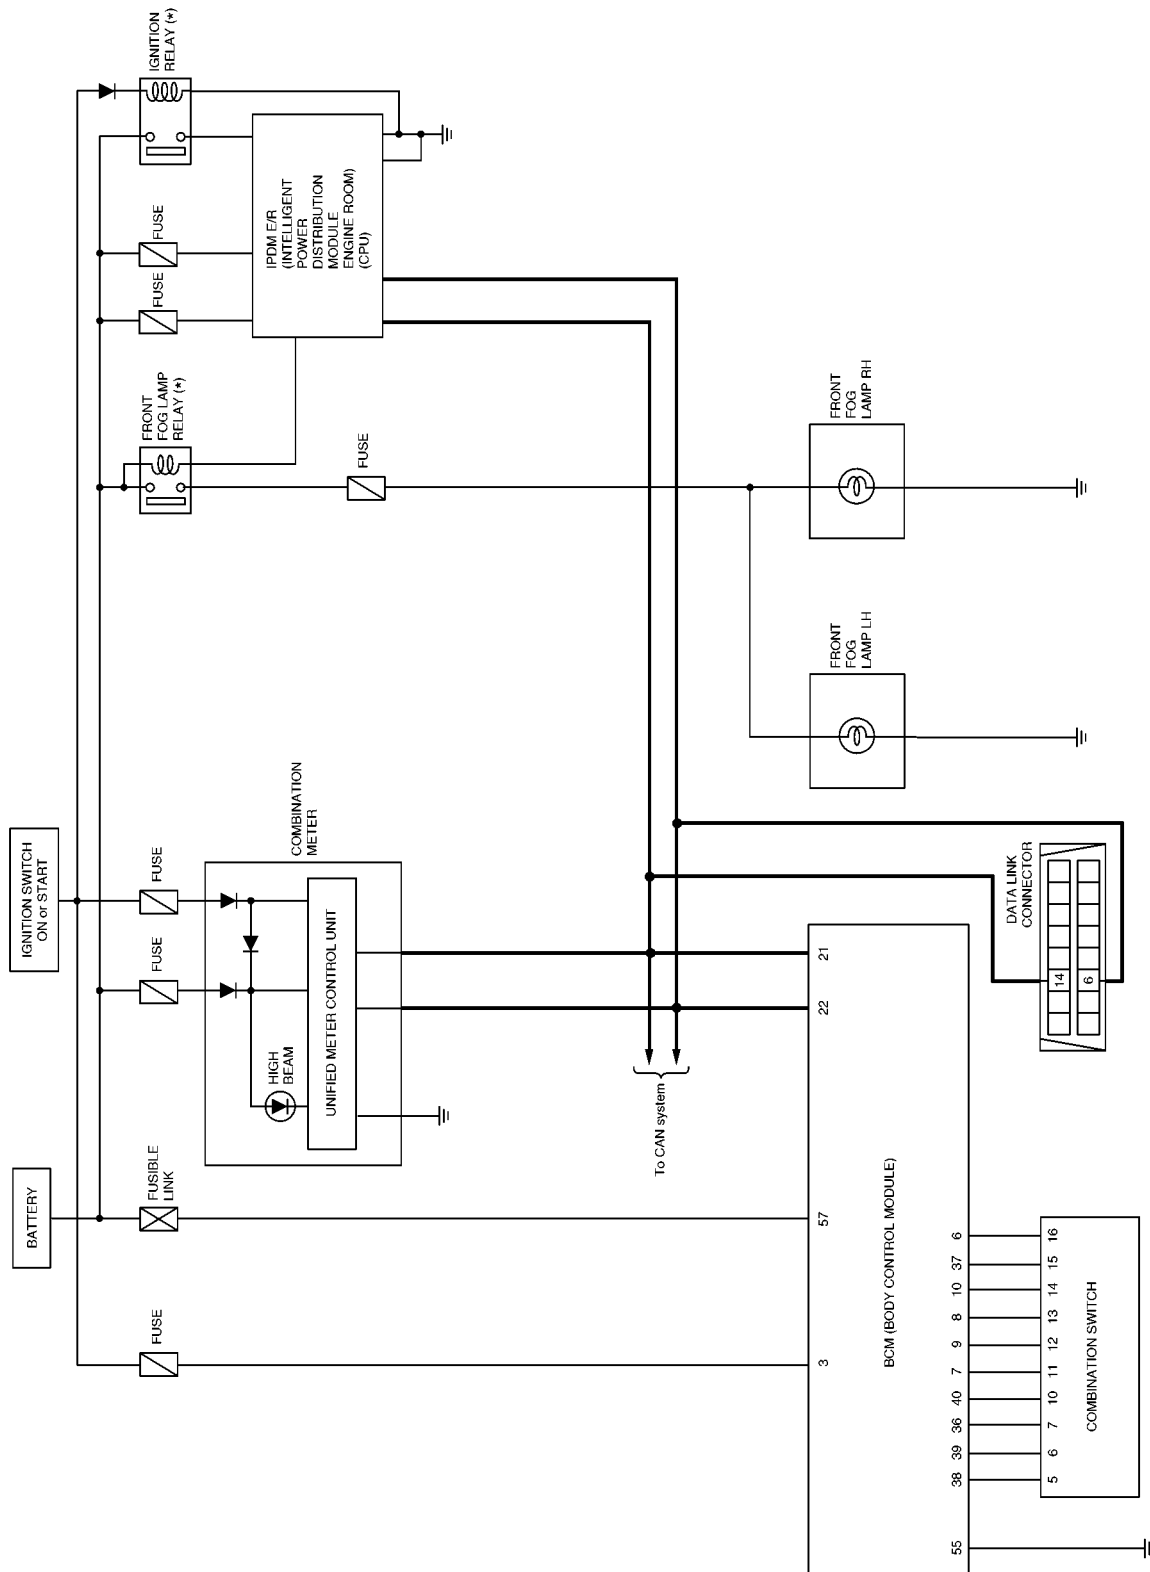 IGNITION
RELAY (*)
FUSE
FUSE
FRONT
FOG LAMP
RELAY (*)
IPDM E/R
(INTELLIGENT
POWER
DISTRIBUTION
MODULE
ENGINE ROOM)
(CPU)
FUSE
FRONT
FOG
LAMP RH
FRONT
FOG
LAMP LH
IGNITION SWITCH
ON or START
FUSE
FUSE
COMBINATION
METER
HIGH
BEAM
UNIFIED METER CONTROL UNIT
DATA LINK
CONNECTOR
14
6
21
22
To CAN system
BATTERY
FUSIBLE
LINK
57
FUSE
3
BCM (BODY CONTROL MODULE)
6
37
10
8
9
7
40
36
39
38
55
16
15
14
13
12
11
10
7
6
5
COMBINATION SWITCH